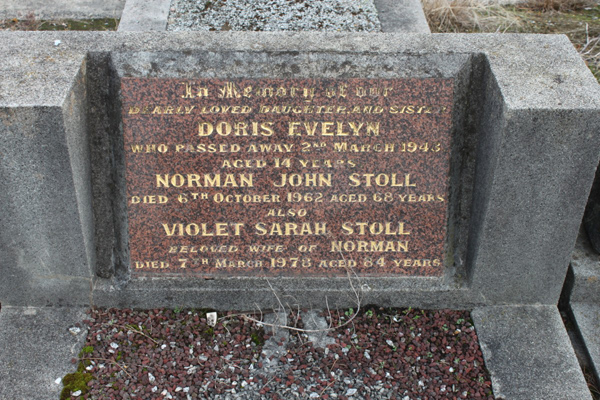 In Memory of our
DEARLY LOVED DAUGHTER, AND SISTER
DORIS EVELYN
WHO PASSED AWAY 2ND MARCH 1943
AGED 14 YEARS
NORMAN JOHN STOLL
DIED 6TH OCTOBER 1962 AGED 68 YEARS
ALSO
VIOLET SARAH STOLL
BELOVED WIFE OF NORMAN
DIED 7TH MARCH 1978 AGED 84 YEARS